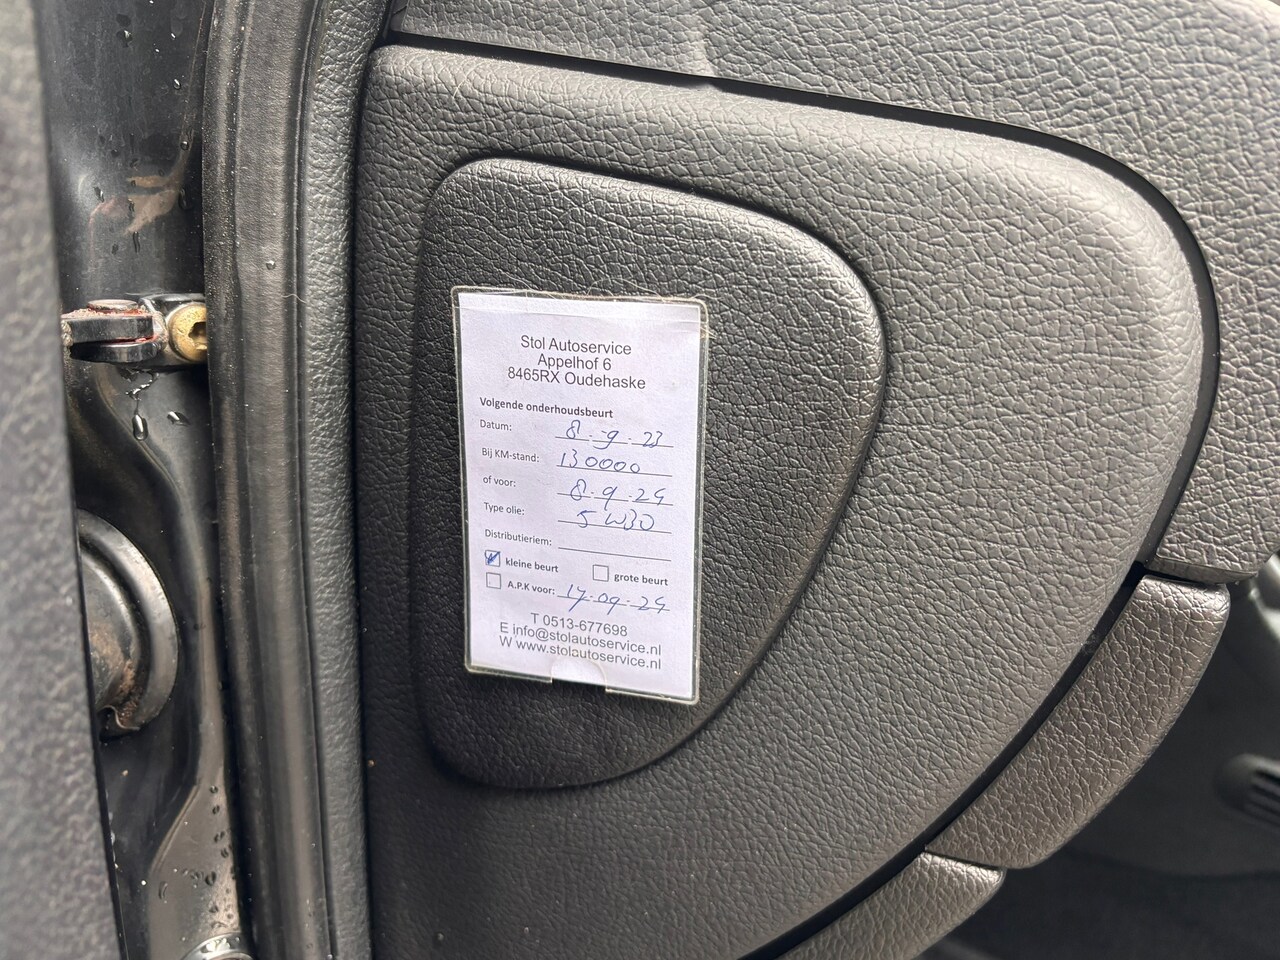 Stol Autoservice
Appelhof 6
8465RX Oudehaske
Volgende onderhoudsbeurt
Datum: 8-9-23
Bij KM-stand: 130000
of voor: 8-9-24
Type olie: 5W30
Distributieriem:
kleine beurt grote beurt
A.P.K voor: 17-09-24
T 0513-677698
E info@stolautoservice.nl
W www.stolautoservice.nl